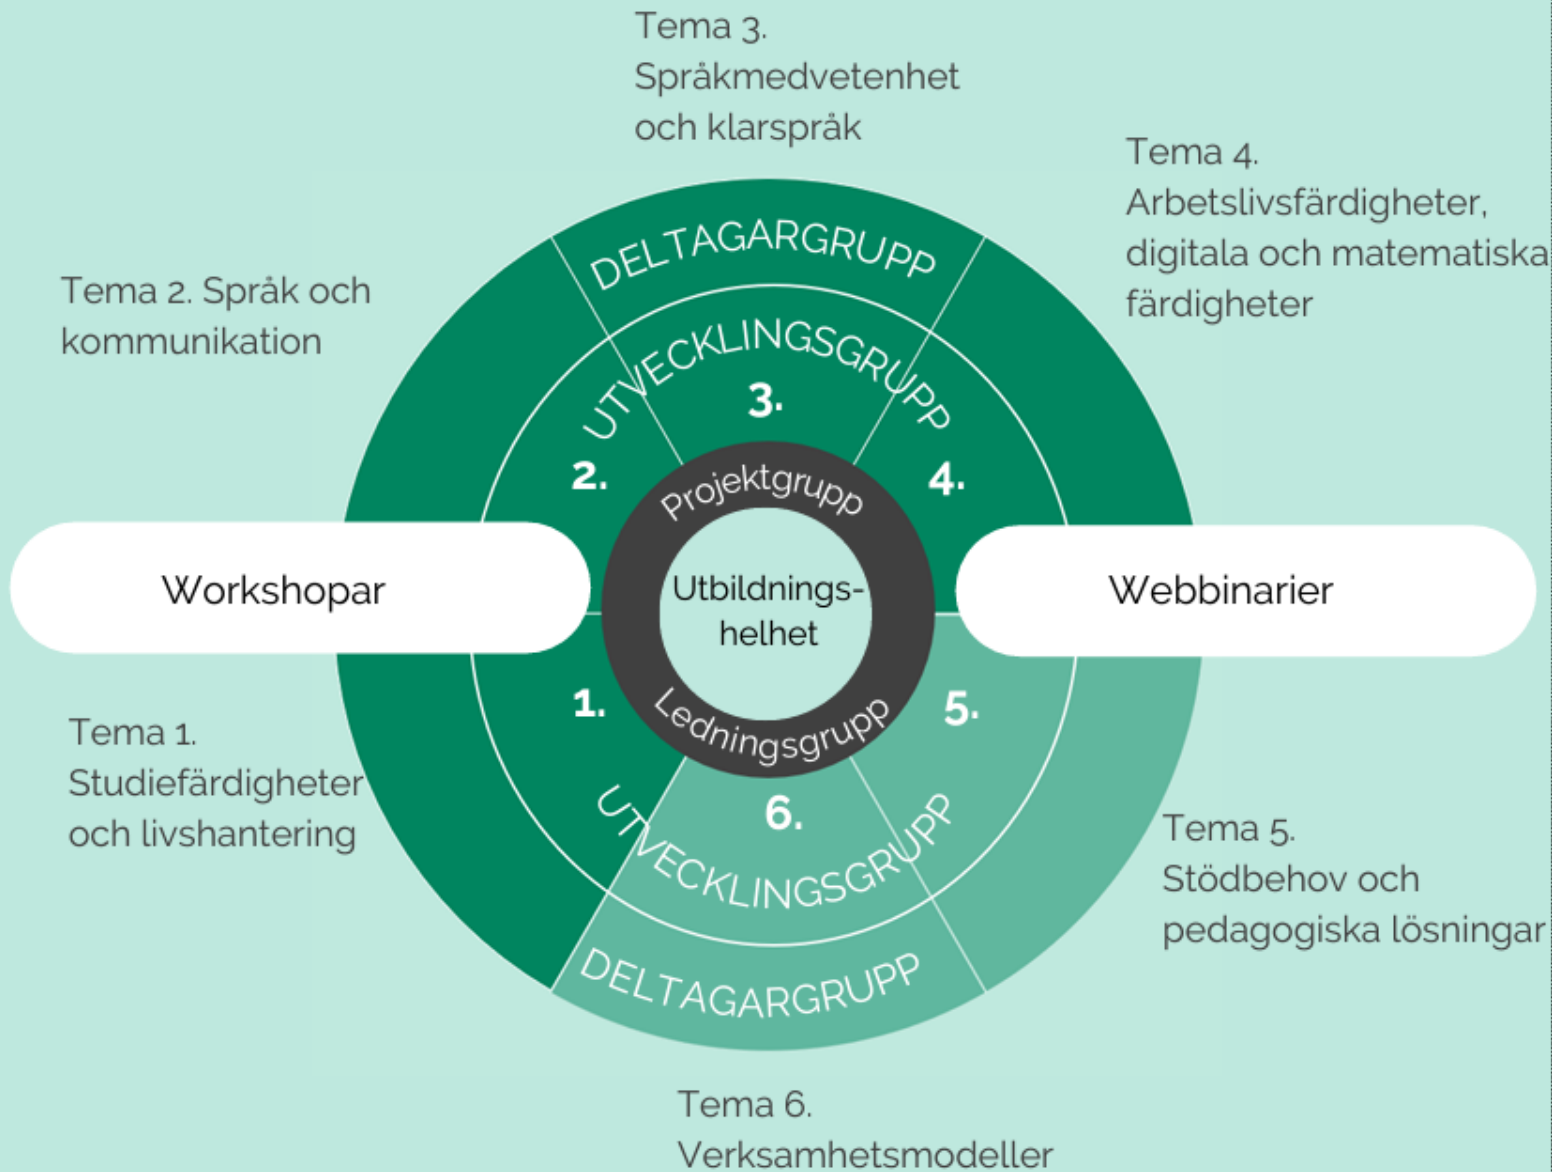 Tema 3.
Språkmedvetenhet
och klarspråk
Tema 4.
Arbetslivsfärdigheter,
digitala och matematiska
färdigheter
Tema 2. Språk och
kommunikation
DELTAGARGRUPP
UTVECKLINGSGRUPP
3.
2.
4.
Projektgrupp
Workshopar
Utbildnings-
helhet
Webbinarier
Ledningsgrupp
1.
5.
6.
Tema 1.
Studiefärdigheter
och livshantering
UTVECKLINGSGRUPP
DELTAGARGRUPP
Tema 5.
Stödbehov och
pedagogiska lösningar
Tema 6.
Verksamhetsmodeller